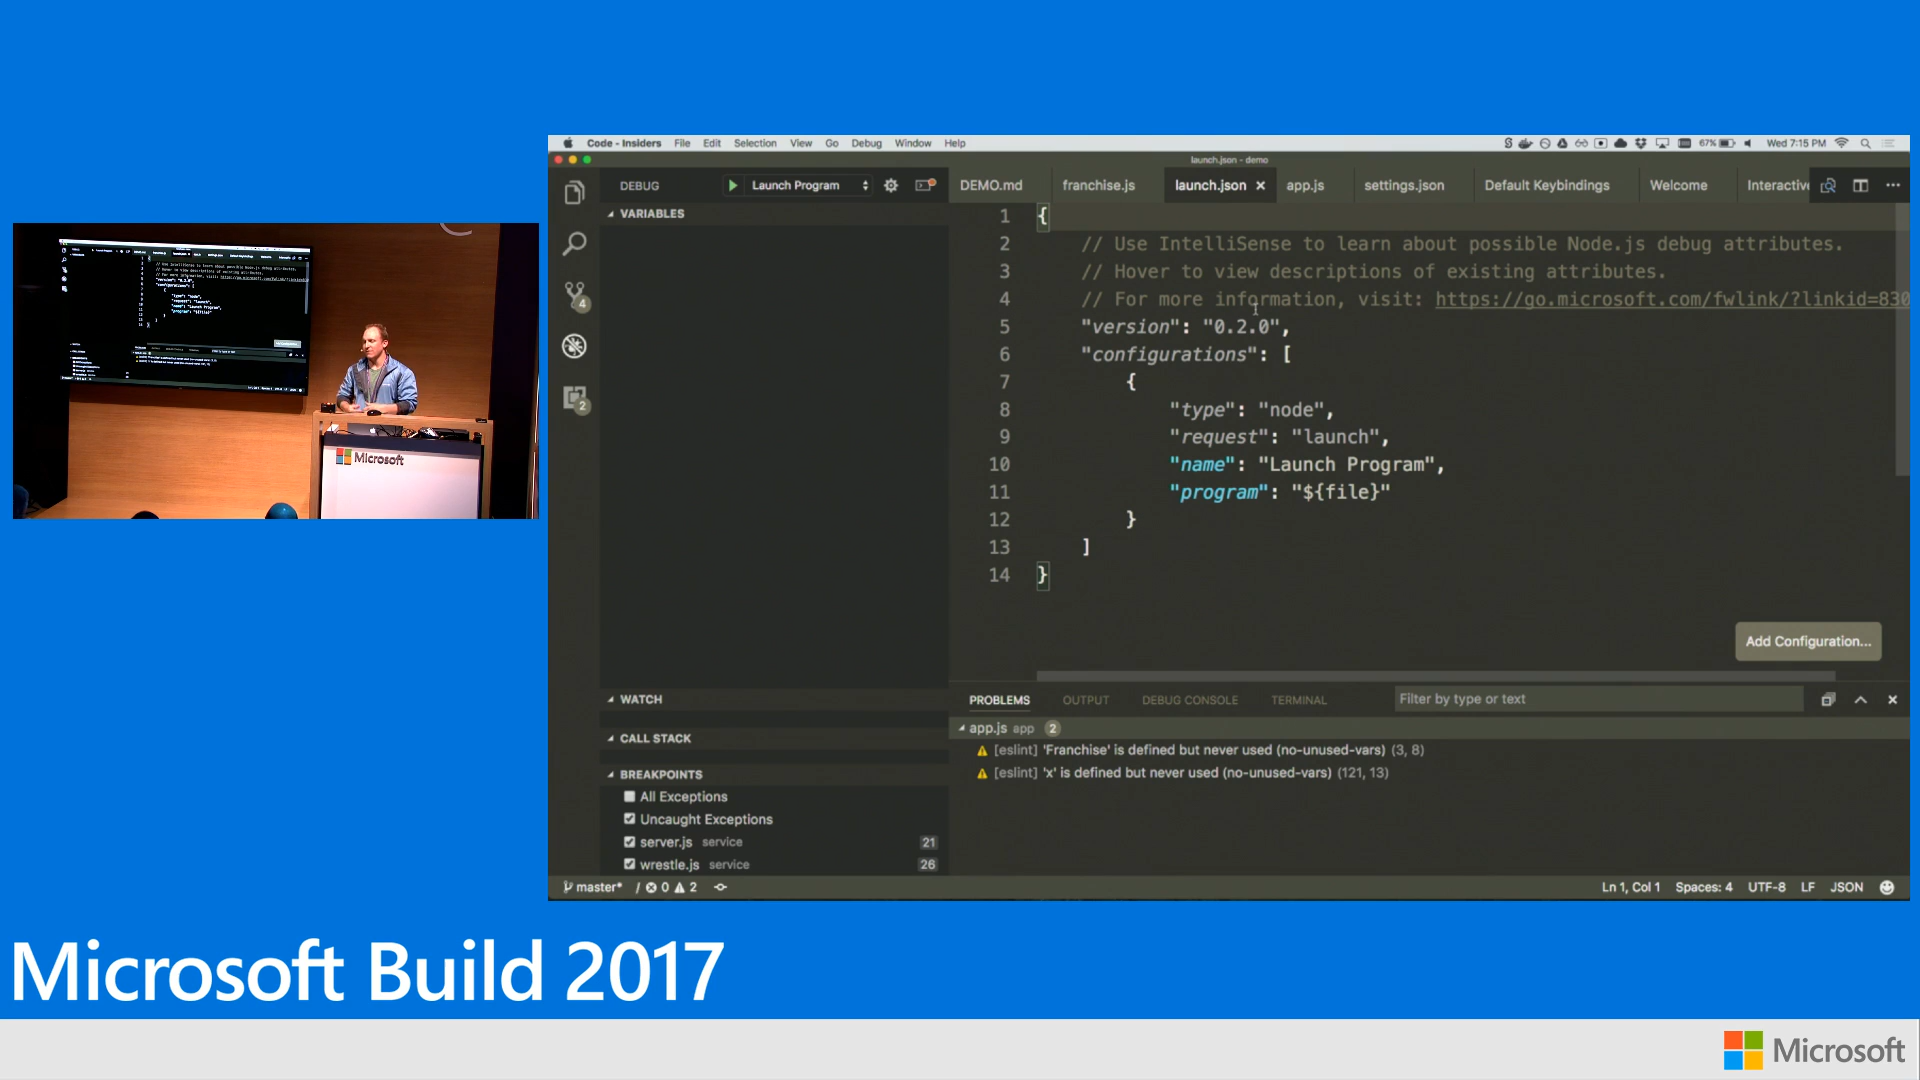 Code - Insiders File Edit Selection View Go Debug Window Help
67% Wed 7:15 PM
launch.json - demo
DEBUG Launch Program
DEMO.md franchise.js launch.json app.js settings.json Default Keybindings Welcome Interactiv
VARIABLES
1 {
2 // Use IntelliSense to learn about possible Node.js debug attributes.
3 // Hover to view descriptions of existing attributes.
4 // For more information, visit: https://go.microsoft.com/fwlink/?linkid=830
5 "version": "0.2.0",
6 "configurations": [
7 {
8 "type": "node",
9 "request": "launch",
10 "name": "Launch Program",
11 "program": "${file}"
12 }
13 ]
14 }
4
2
Add Configuration...
WATCH
CALL STACK
BREAKPOINTS
All Exceptions
Uncaught Exceptions
server.js service 21
wrestle.js service 26
PROBLEMS OUTPUT DEBUG CONSOLE TERMINAL Filter by type or text
app.js app 2
[eslint] 'Franchise' is defined but never used (no-unused-vars) (3, 8)
[eslint] 'x' is defined but never used (no-unused-vars) (121, 13)
master* 0 2
Ln 1, Col 1 Spaces: 4 UTF-8 LF JSON
Microsoft
Microsoft Build 2017
Microsoft